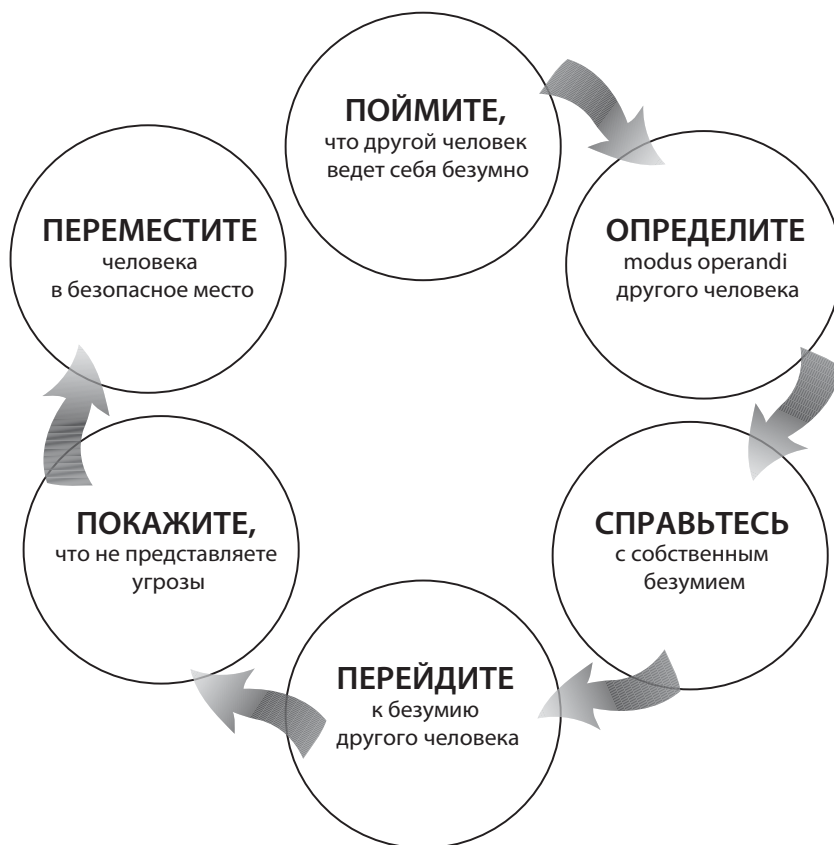 ПОЙМИТЕ,
что другой человек
ведет себя безумно
ОПРЕДЕЛИТЕ
modus operandi
другого человека
СПРАВЬТЕСЬ
с собственным
безумием
ПЕРЕЙДИТЕ
к безумию
другого человека
ПОКАЖИТЕ,
что не представляете
угрозы
ПЕРЕМЕСТИТЕ
человека
в безопасное место